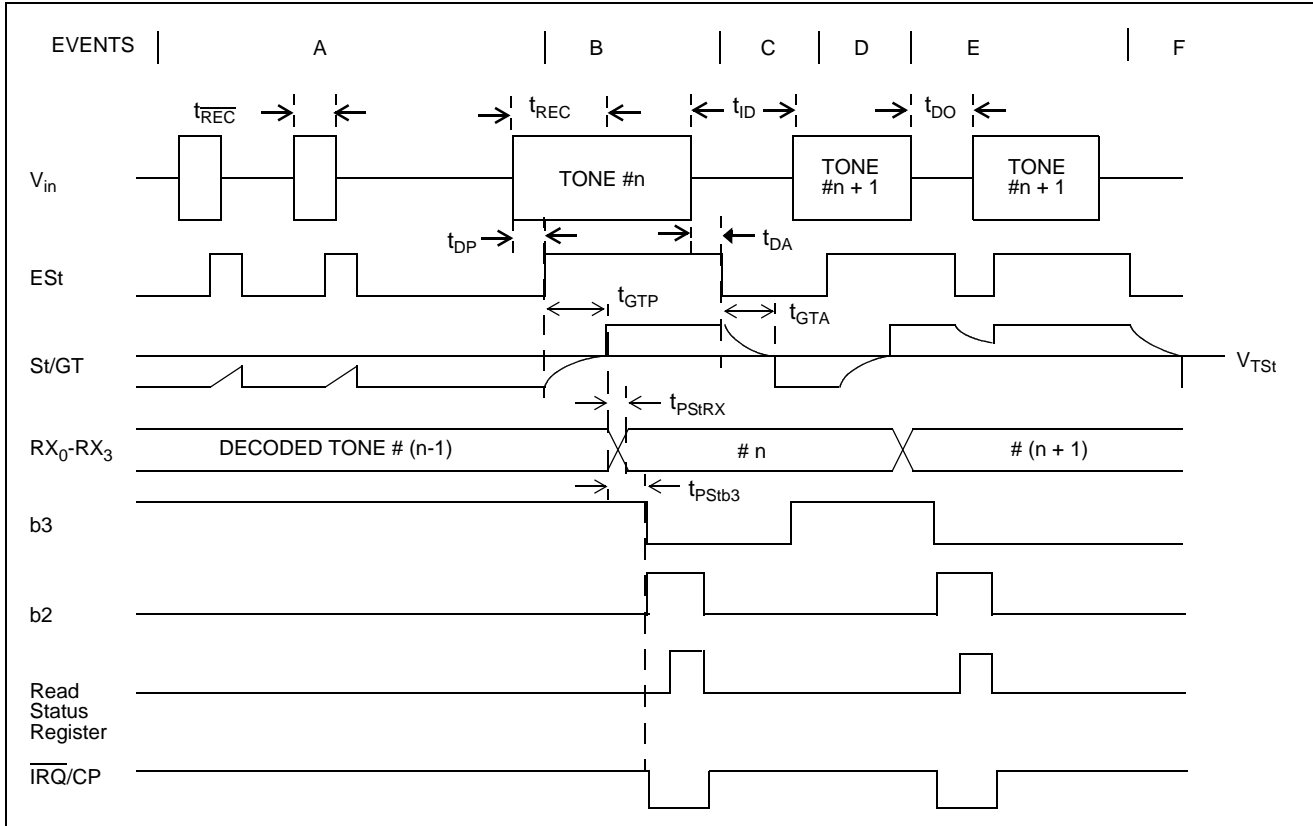 EVENTS A B C D E F
tREC tREC tID tDO
Vin TONE #n TONE #n + 1 TONE #n + 1
tDP tDA
ESt
tGTP tGTA
St/GT VTSt
tPStRX
RX0-RX3 DECODED TONE # (n-1) # n # (n + 1)
tPStb3
b3
b2
Read
Status
Register
IRQ/CP